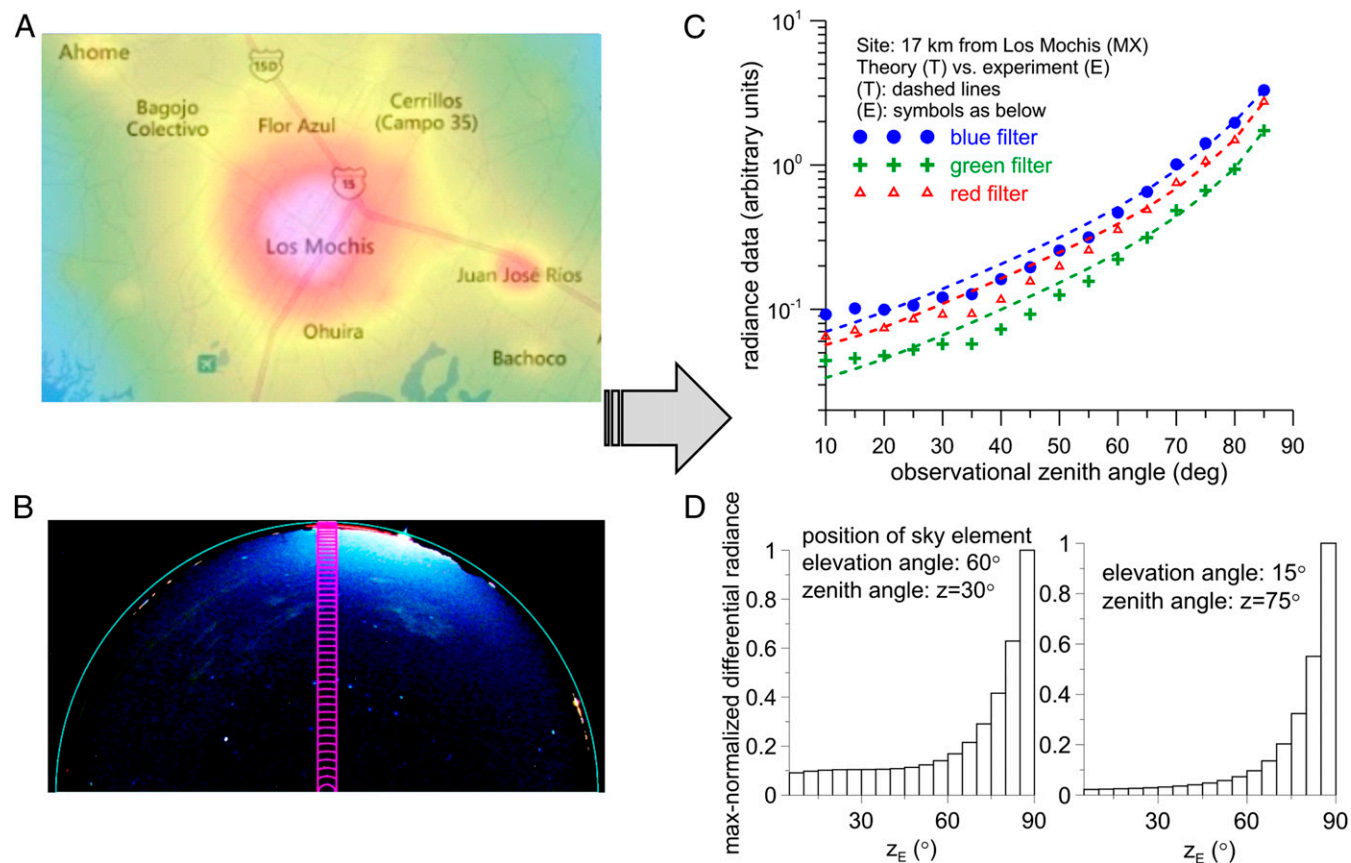 A
Ahome
15D
Bagojo
Colectivo
Flor Azul
Cerrillos
(Campo 35)
15
Los Mochis
Juan José Ríos
Ohuira
Bachoco
B
C
radiance data (arbitrary units)
10¹
10⁰
10⁻¹
Site: 17 km from Los Mochis (MX)
Theory (T) vs. experiment (E)
(T): dashed lines
(E): symbols as below
blue filter
green filter
red filter
10 20 30 40 50 60 70 80 90
observational zenith angle (deg)
D
max-normalized differential radiance
position of sky element
elevation angle: 60°
zenith angle: z=30°
1
0.8
0.6
0.4
0.2
0
30 60 90
z_E (°)
elevation angle: 15°
zenith angle: z=75°
1
0.8
0.6
0.4
0.2
0
30 60 90
z_E (°)